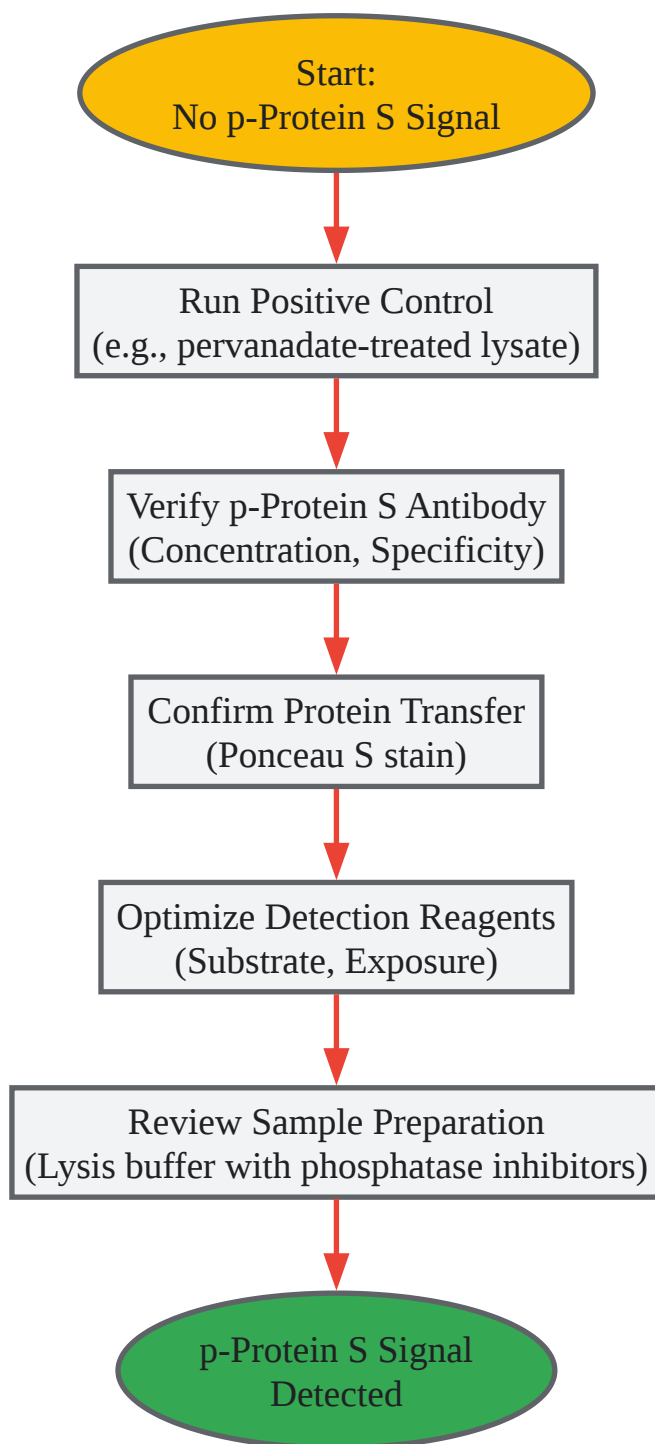 Start:
No p-Protein S Signal
Run Positive Control
(e.g., pervanadate-treated lysate)
Verify p-Protein S Antibody
(Concentration, Specificity)
Confirm Protein Transfer
(Ponceau S stain)
Optimize Detection Reagents
(Substrate, Exposure)
Review Sample Preparation
(Lysis buffer with phosphatase inhibitors)
p-Protein S Signal
Detected